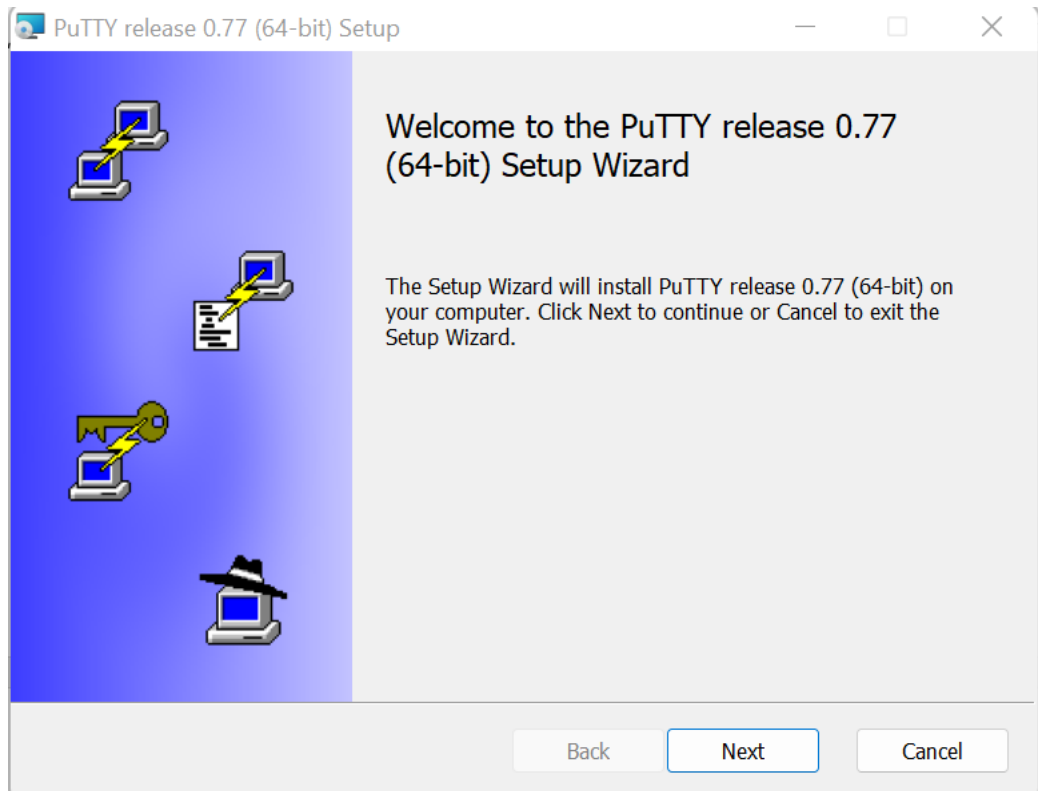 PuTTY release 0.77 (64-bit) Setup
Welcome to the PuTTY release 0.77
(64-bit) Setup Wizard
The Setup Wizard will install PuTTY release 0.77 (64-bit) on
your computer. Click Next to continue or Cancel to exit the
Setup Wizard.
Back Next Cancel